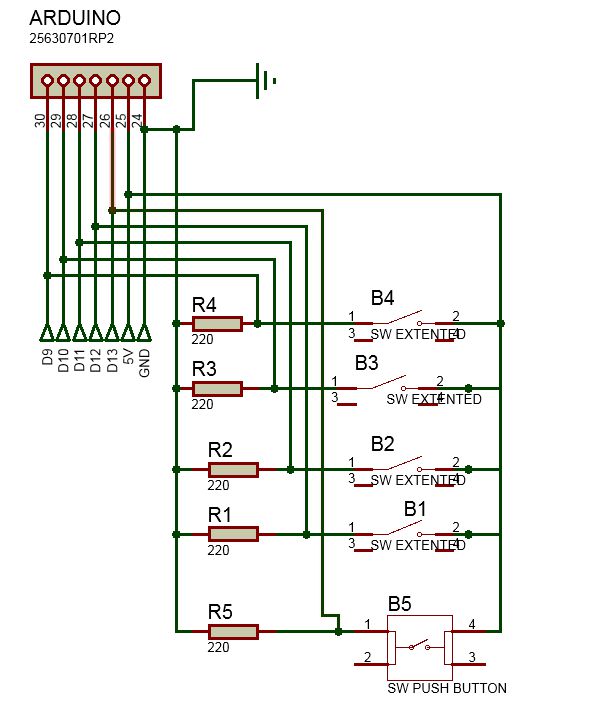 ARDUINO
25630701RP2
30 29 28 27 26 25 24
D9 D10 D11 D12 D13 5V GND
R4
220
B4
1 2
3 4
SW EXTENTED
R3
220
B3
1 2
3 4
SW EXTENTED
R2
220
B2
1 2
3 4
SW EXTENTED
R1
220
B1
1 2
3 4
SW EXTENTED
R5
220
B5
1 4
2 3
SW PUSH BUTTON